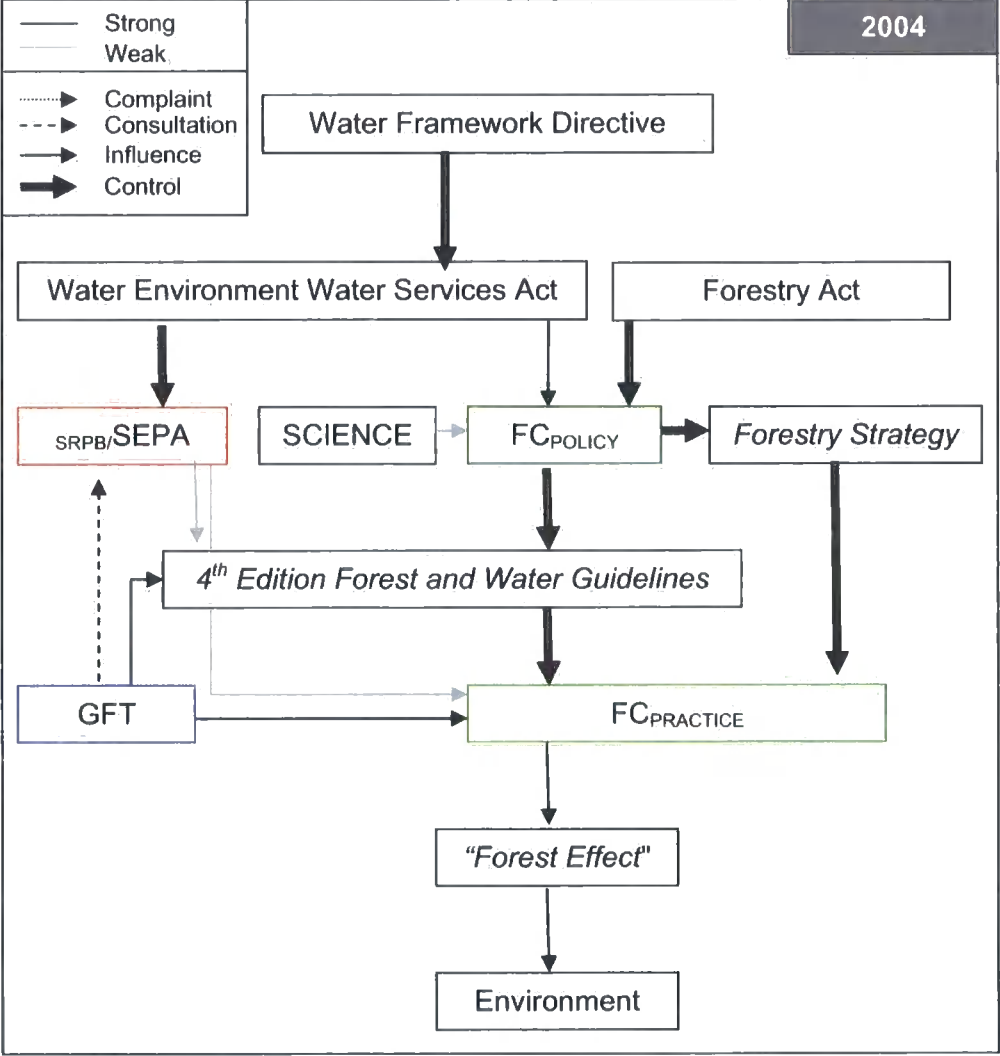 Strong
Weak
2004
Complaint
Consultation
Influence
Control
Water Framework Directive
Water Environment Water Services Act
Forestry Act
SRPB/SEPA
SCIENCE
FCPOLICY
Forestry Strategy
4th Edition Forest and Water Guidelines
GFT
FCPRACTICE
"Forest Effect"
Environment